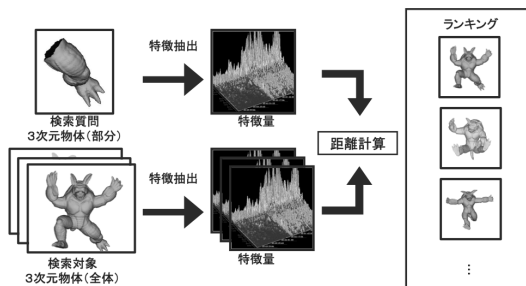 特徴抽出
検索質問
3次元物体(部分)
特徴量
特徴抽出
検索対象
3次元物体(全体)
特徴量
距離計算
ランキング
⋮